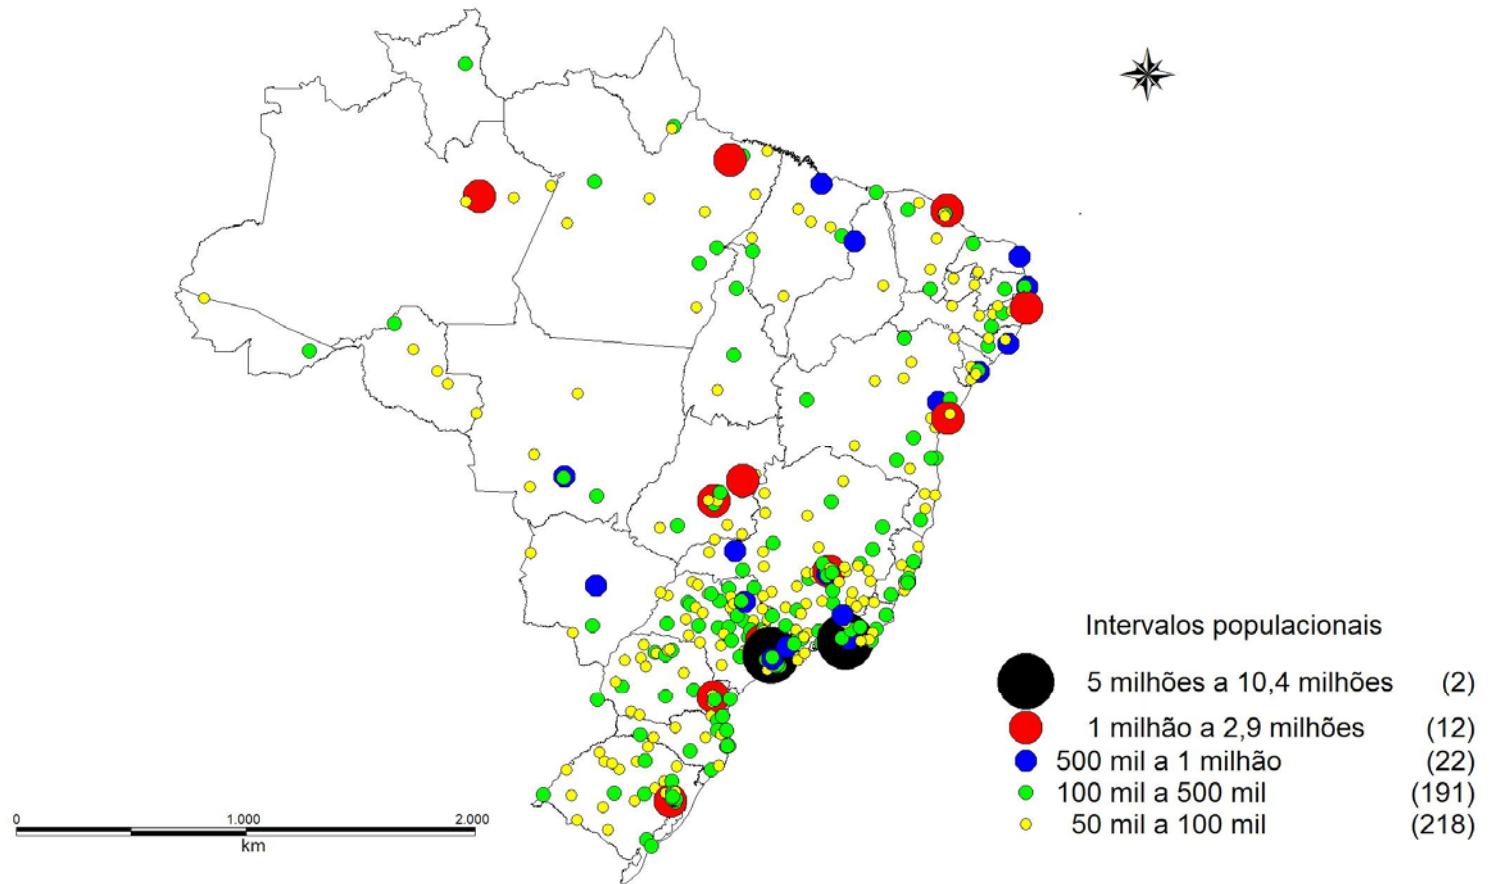 Intervalos populacionais
5 milhões a 10,4 milhões (2)
1 milhão a 2,9 milhões (12)
500 mil a 1 milhão (22)
100 mil a 500 mil (191)
50 mil a 100 mil (218)
0 1.000 2.000
km